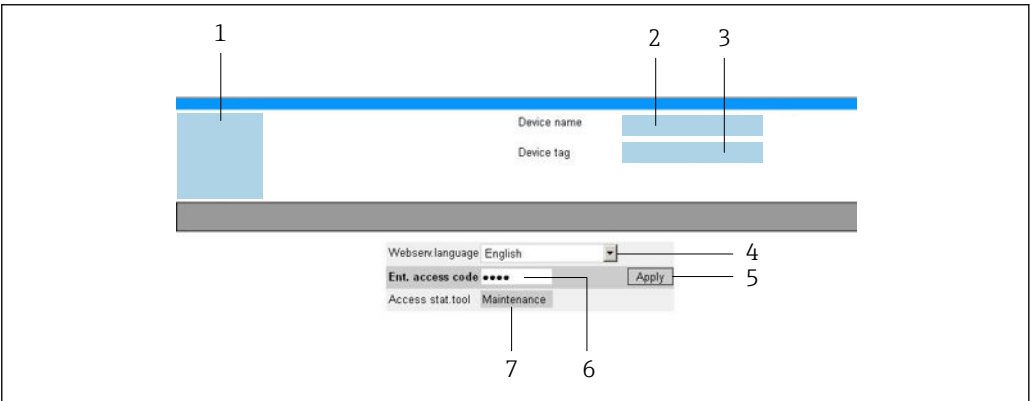 1 2 3
Device name
Device tag
Webserv.language English 4
Ent. access code •••• Apply 5
Access stat.tool Maintenance
7 6